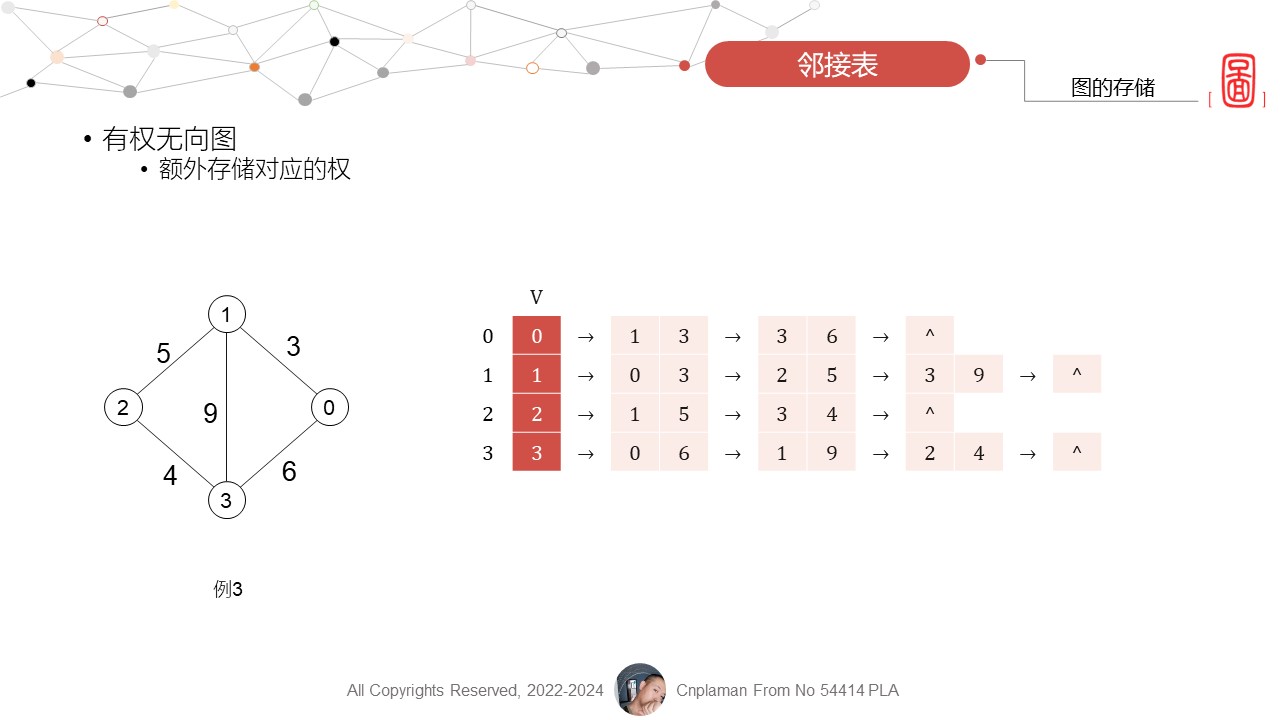 邻接表
图的存储
[圖]
• 有权无向图
• 额外存储对应的权
1
5
3
2
9
0
4
6
3
例3
V
0 0 → 1 3 → 3 6 → ^
1 1 → 0 3 → 2 5 → 3 9 → ^
2 2 → 1 5 → 3 4 → ^
3 3 → 0 6 → 1 9 → 2 4 → ^
All Copyrights Reserved, 2022-2024 Cnplaman From No 54414 PLA